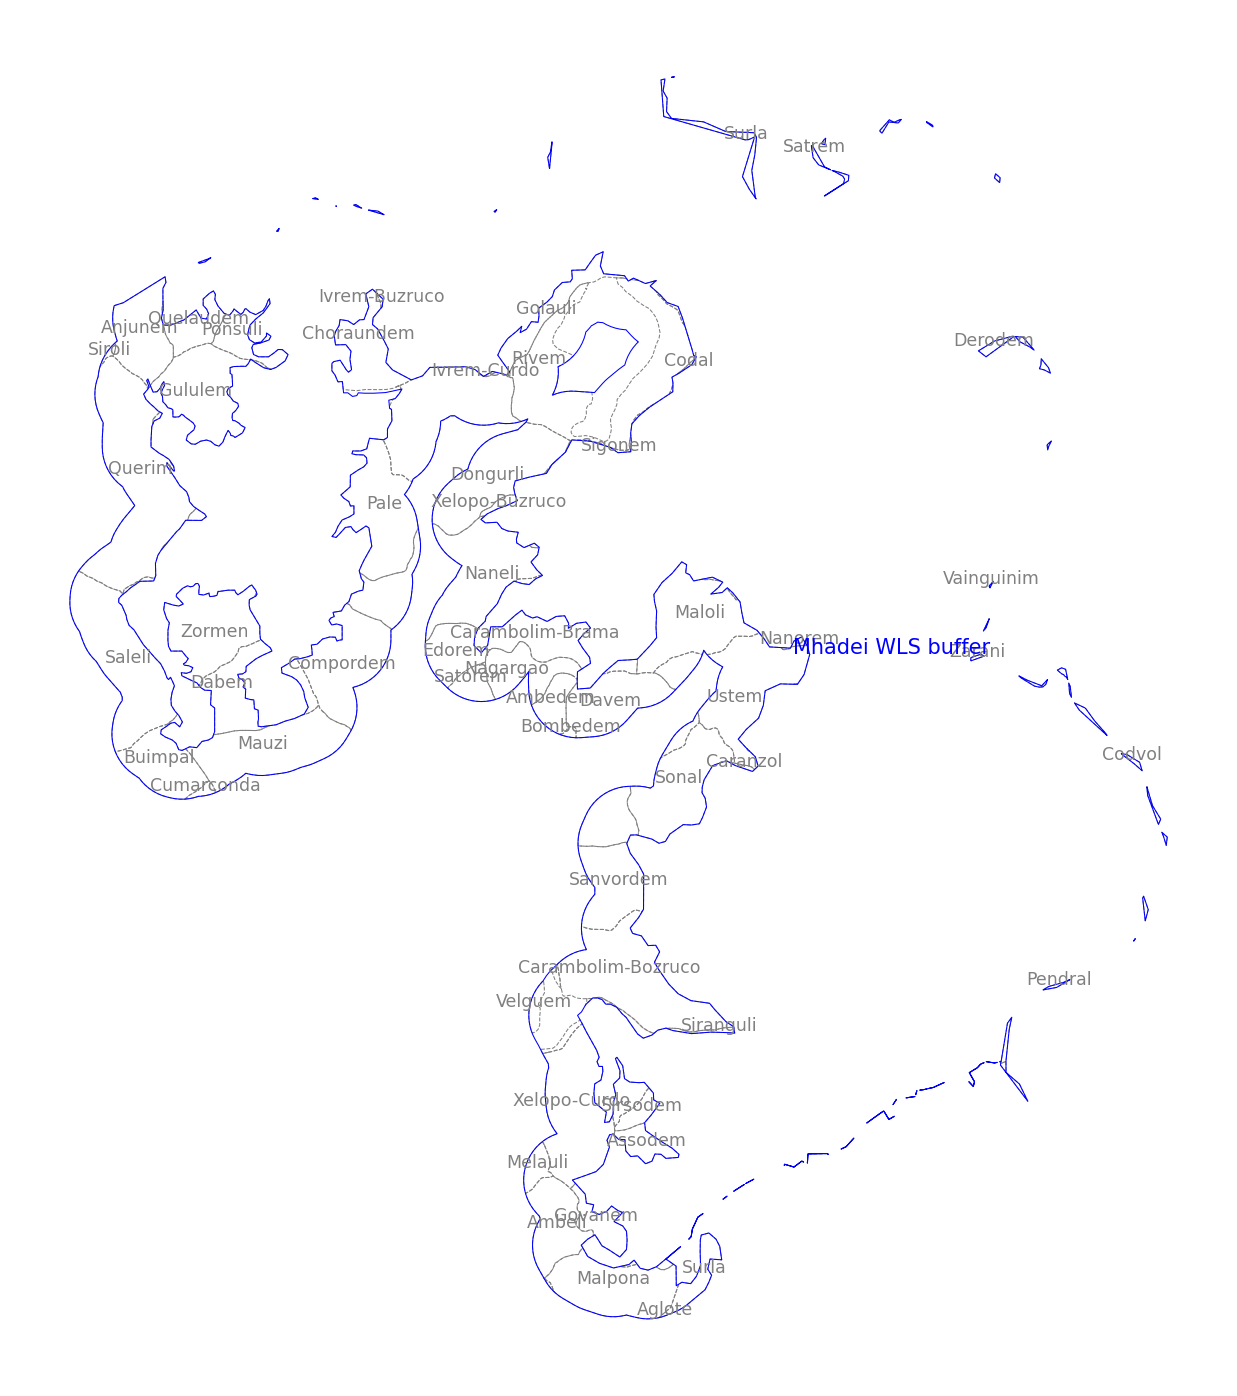 Surla
Satrem
Ivrem-Buzruco
Golauli
Quelaudem
Anjunem
Ponsuli
Choraundem
Siroli
Derodem
Rivem
Codal
Ivrem-Curdo
Gululem
Sigonem
Querim
Dongurli
Xelopo-Buzruco
Pale
Naneli
Vainguinim
Maloli
Zormen
Carambolim-Brama
Nanorem
Mhadei WLS buffer
Edorem
Zarani
Saleli
Compordem
Nagargao
Satorem
Dabem
Ambedem
Davem
Ustem
Bombedem
Mauzi
Codvol
Buimpal
Caranzol
Sonal
Cumarconda
Sanvordem
Carambolim-Bozruco
Pendral
Velguem
Siranguli
Xelopo-Curdo
Sirsodem
Assodem
Melauli
Govanem
Ambeli
Surla
Malpona
Aglote